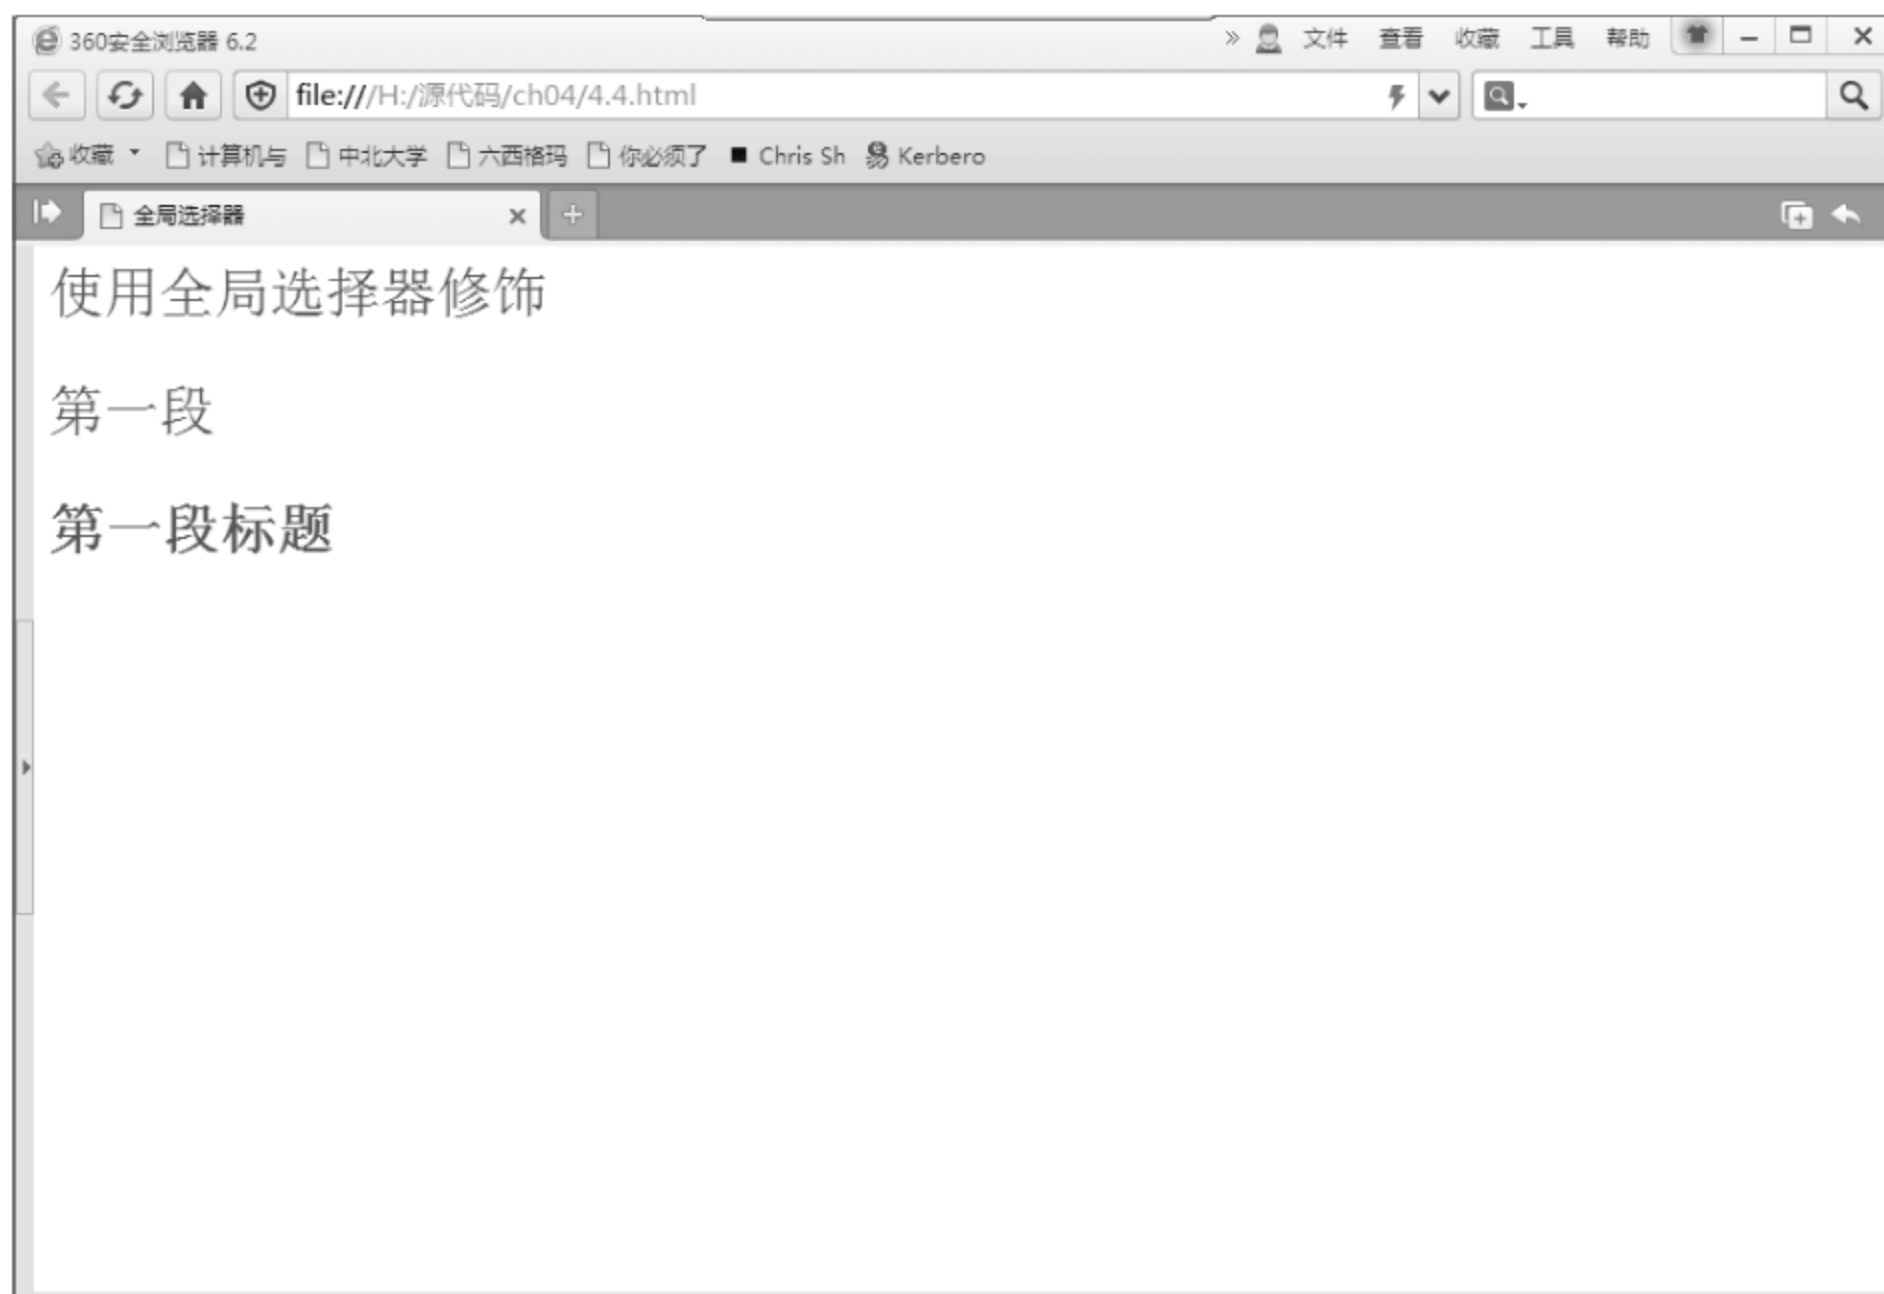 360安全浏览器 6.2 » 文件 查看 收藏 工具 帮助
file:///H:/源代码/ch04/4.4.html
收藏 计算机与 中北大学 六西格玛 你必须了 Chris Sh Kerbero
全局选择器
使用全局选择器修饰
第一段
第一段标题